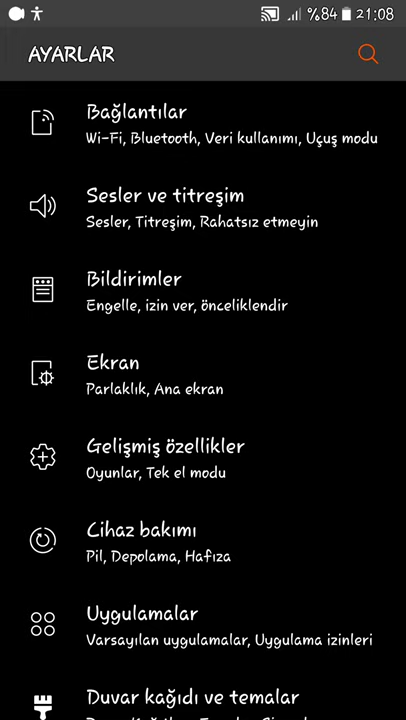 %84 21:08
AYARLAR
Bağlantılar
Wi-Fi, Bluetooth, Veri kullanımı, Uçuş modu
Sesler ve titreşim
Sesler, Titreşim, Rahatsız etmeyin
Bildirimler
Engelle, izin ver, önceliklendir
Ekran
Parlaklık, Ana ekran
Gelişmiş özellikler
Oyunlar, Tek el modu
Cihaz bakımı
Pil, Depolama, Hafıza
Uygulamalar
Varsayılan uygulamalar, Uygulama izinleri
Duvar kağıdı ve temalar